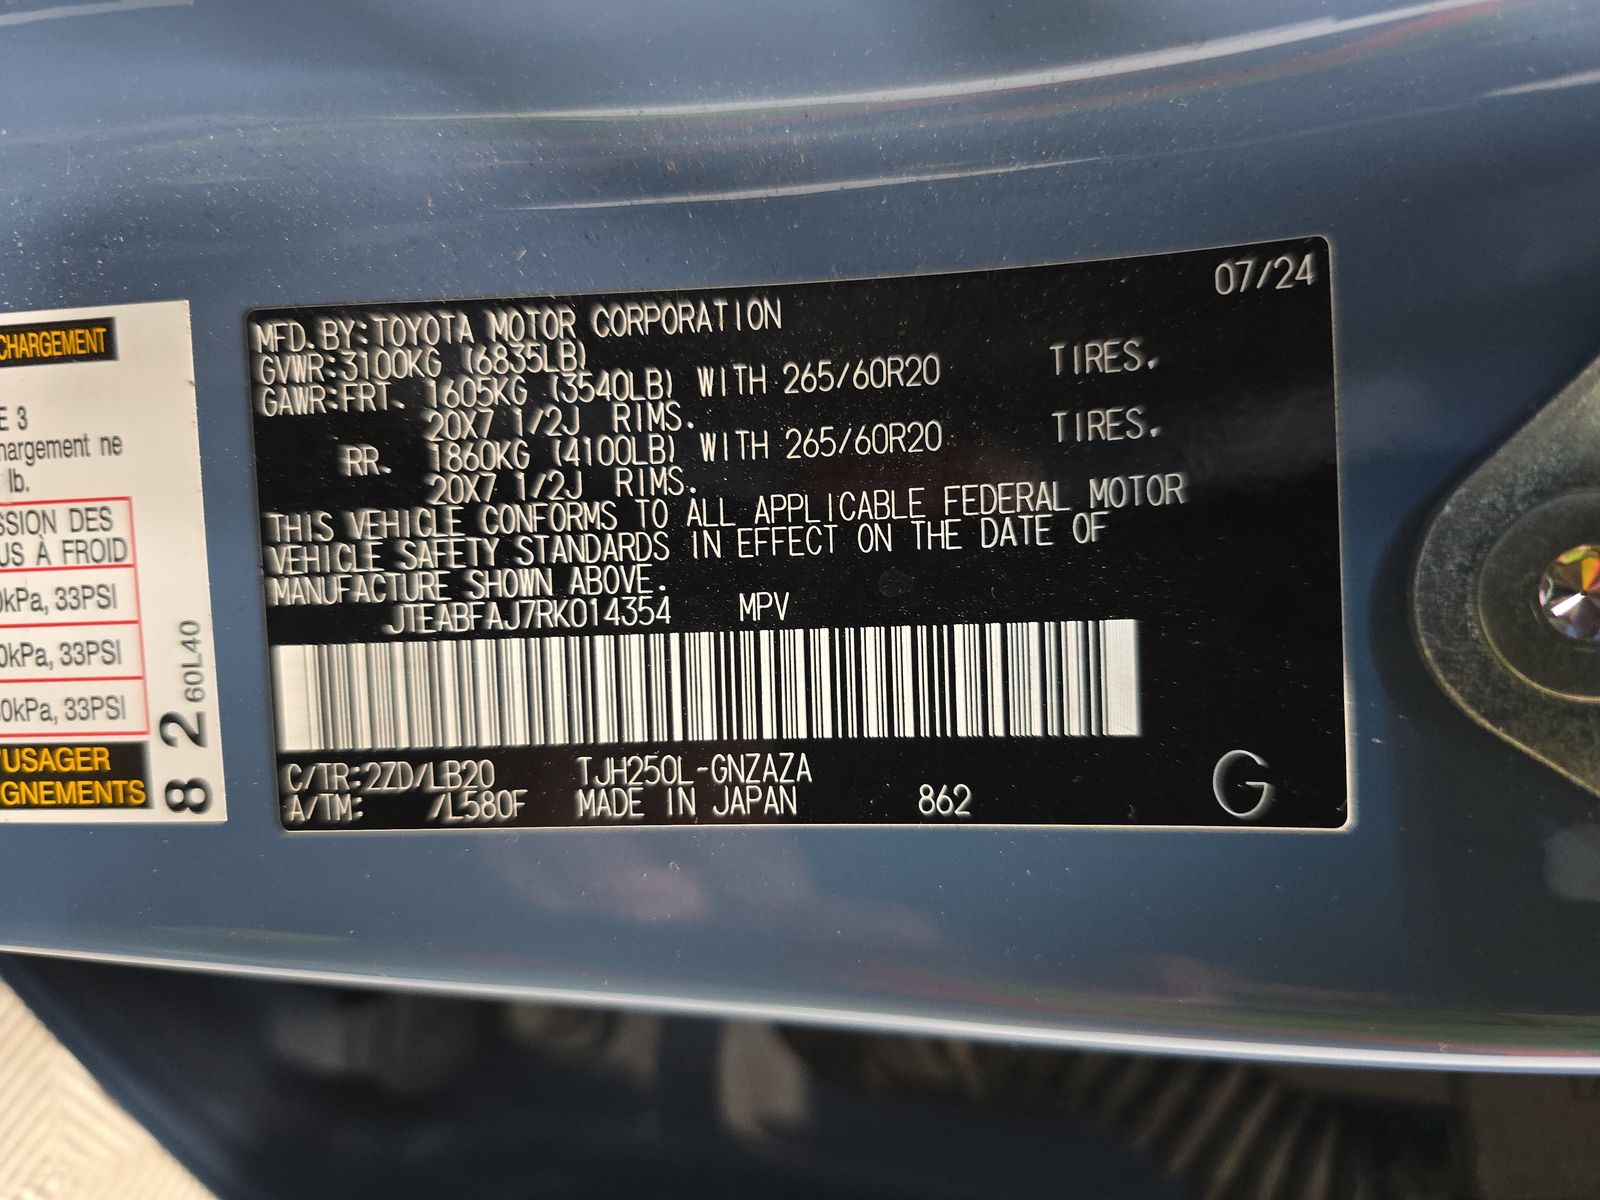 CHARGEMENT
E 3
hargement ne
lb.
SSION DES
US À FROID
0kPa, 33PSI
0kPa, 33PSI
0kPa, 33PSI
'USAGER
GNEMENTS
8 2 60L40
07/24
MFD. BY:TOYOTA MOTOR CORPORATION
GVWR:3100KG (6835LB)
GAWR:FRT. 1605KG (3540LB) WITH 265/60R20 TIRES.
20X7 1/2J RIMS.
RR. 1860KG (4100LB) WITH 265/60R20 TIRES.
20X7 1/2J RIMS.
THIS VEHICLE CONFORMS TO ALL APPLICABLE FEDERAL MOTOR
VEHICLE SAFETY STANDARDS IN EFFECT ON THE DATE OF
MANUFACTURE SHOWN ABOVE.
JTEABFAJ7RK014354 MPV
C/TR:2ZD/LB20 TJH250L-GNZAZA
A/TM: /L580F MADE IN JAPAN 862 G